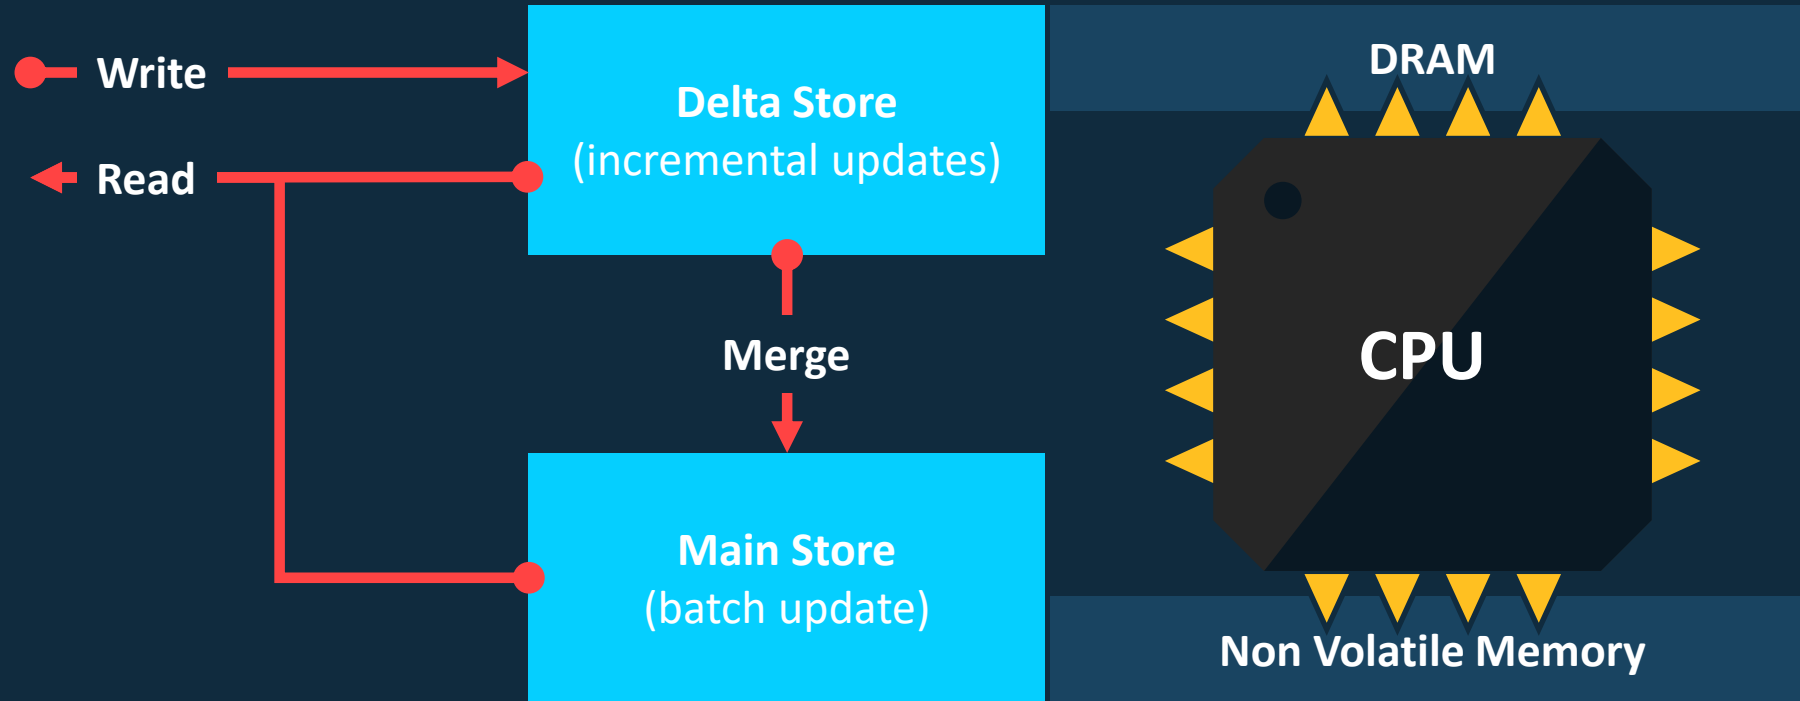 Write
Read
Delta Store
(incremental updates)
Merge
Main Store
(batch update)
DRAM
CPU
Non Volatile Memory